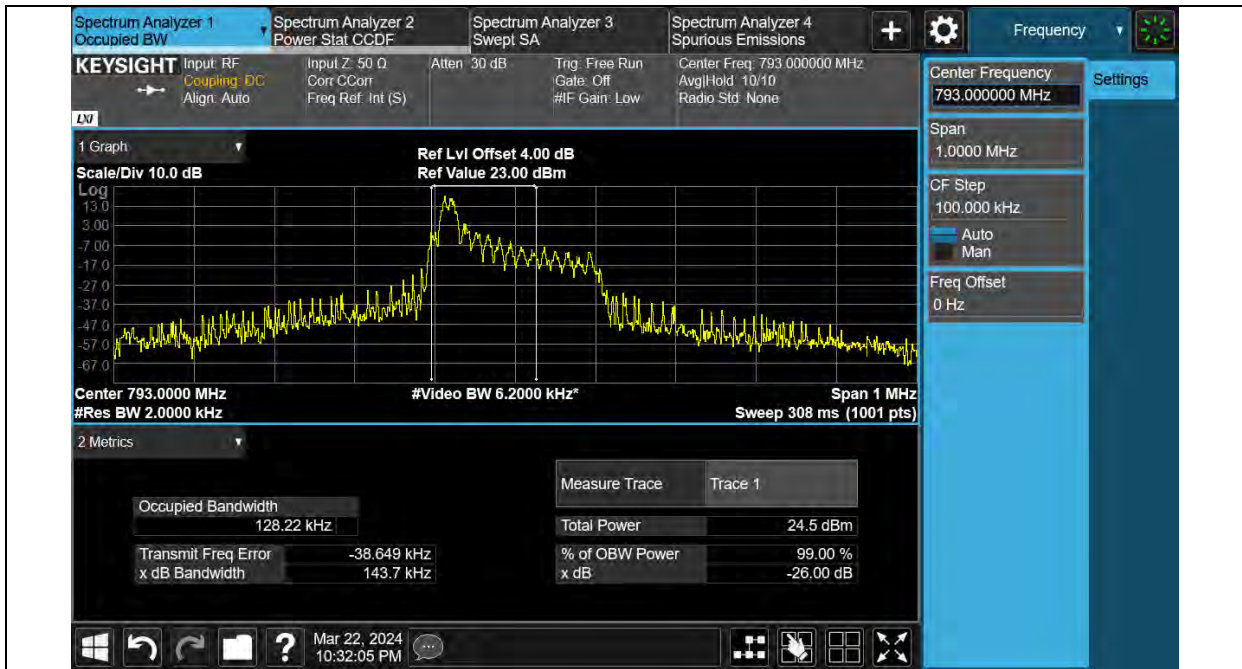 Spectrum Analyzer 1
Occupied BW
Spectrum Analyzer 2
Power Stat CCDF
Spectrum Analyzer 3
Swept SA
Spectrum Analyzer 4
Spurious Emissions
+
Frequency
KEYSIGHT
LXI
Input: RF
Coupling: DC
Align: Auto
Input Z: 50 Ω
Corr CCorr
Freq Ref: Int (S)
Atten: 30 dB
Trig: Free Run
Gate: Off
#IF Gain: Low
Center Freq: 793.000000 MHz
Avg|Hold: 10/10
Radio Std: None
Center Frequency
793.000000 MHz
Settings
Span
1.0000 MHz
CF Step
100.000 kHz
Auto
Man
Freq Offset
0 Hz
1 Graph
Scale/Div 10.0 dB
Ref Lvl Offset 4.00 dB
Ref Value 23.00 dBm
Log
13.0
3.00
-7.00
-17.0
-27.0
-37.0
-47.0
-57.0
-67.0
Center 793.0000 MHz
#Res BW 2.0000 kHz
#Video BW 6.2000 kHz*
Span 1 MHz
Sweep 308 ms (1001 pts)
2 Metrics
Measure Trace Trace 1
Occupied Bandwidth
128.22 kHz
Total Power 24.5 dBm
Transmit Freq Error -38.649 kHz
% of OBW Power 99.00 %
x dB Bandwidth 143.7 kHz
x dB -26.00 dB
?
Mar 22, 2024
10:32:05 PM